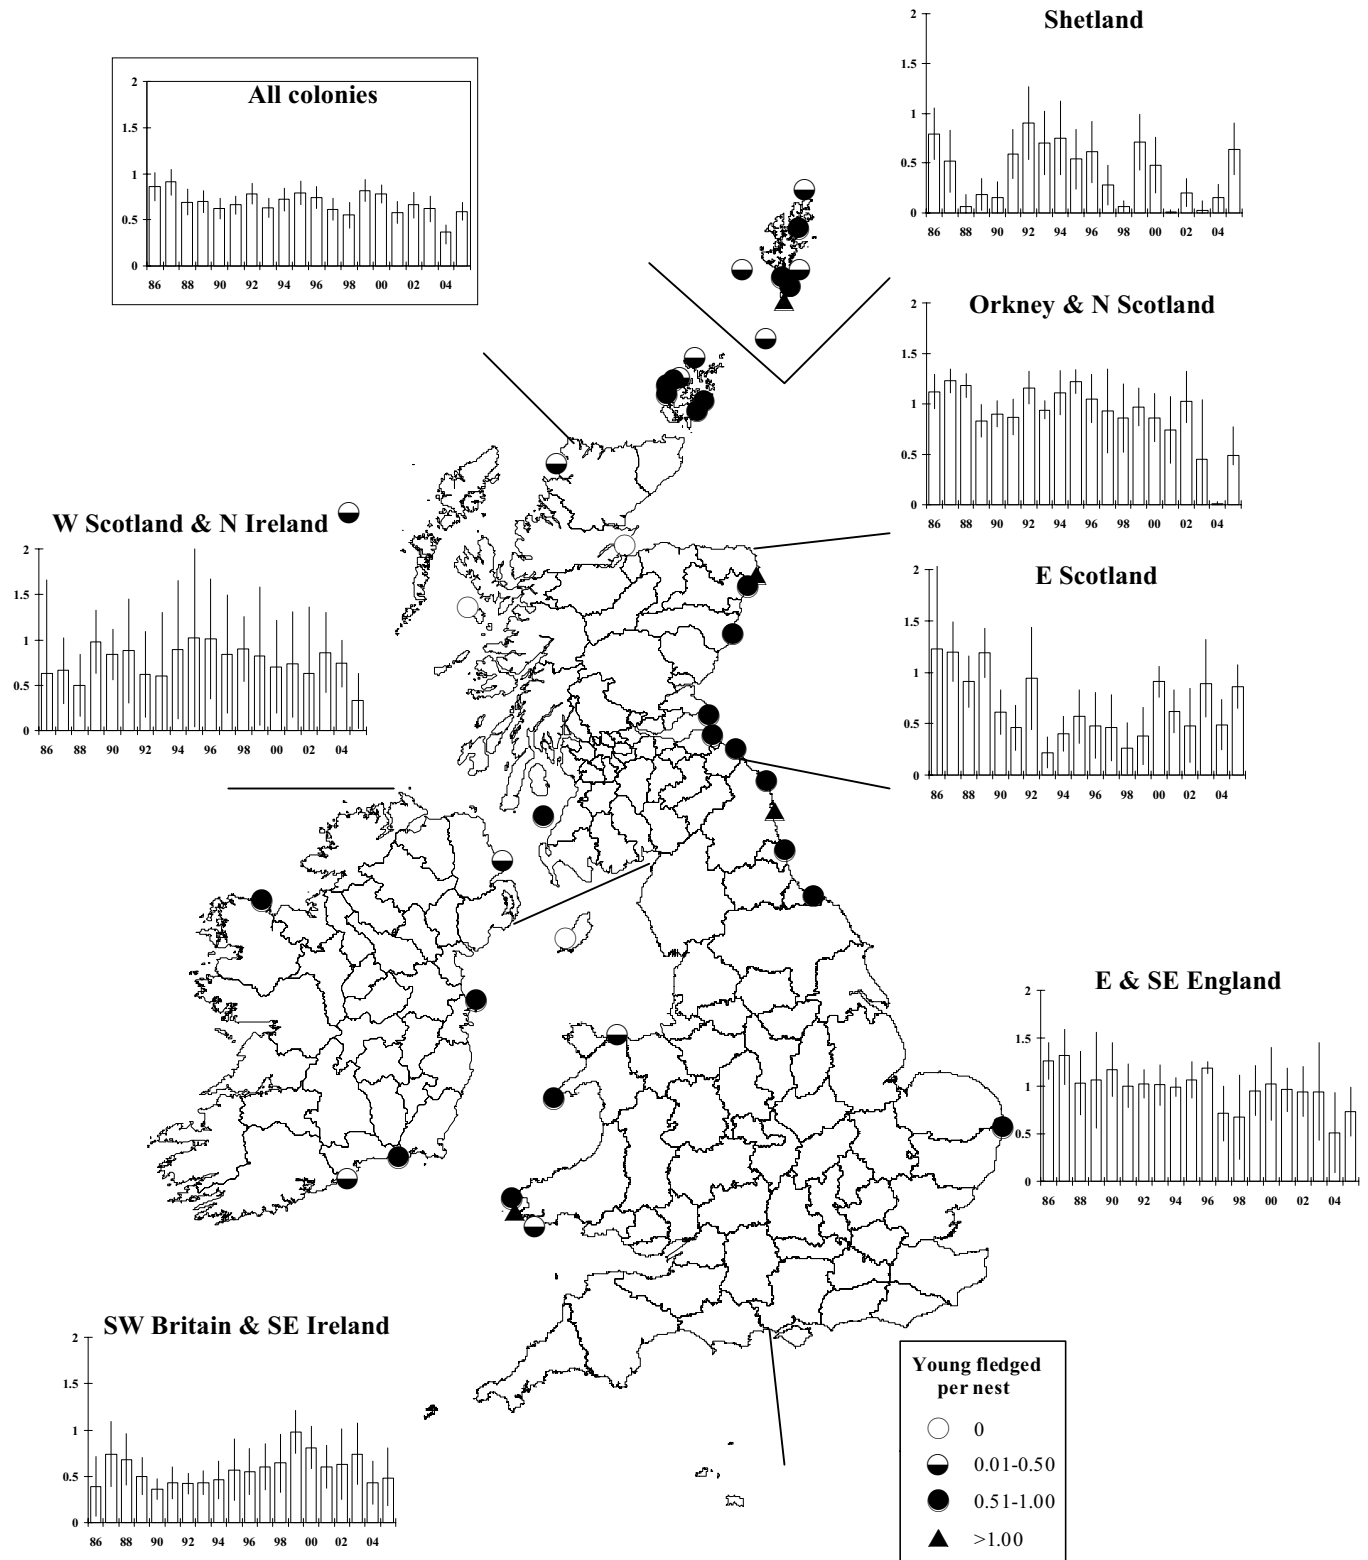 Shetland
2
1.5
1
0.5
0
86 88 90 92 94 96 98 00 02 04
All colonies
2
1.5
1
0.5
0
86 88 90 92 94 96 98 00 02 04
Orkney & N Scotland
2
1.5
1
0.5
0
86 88 90 92 94 96 98 00 02 04
W Scotland & N Ireland
2
1.5
1
0.5
0
86 88 90 92 94 96 98 00 02 04
E Scotland
2
1.5
1
0.5
0
86 88 90 92 94 96 98 00 02 04
E & SE England
2
1.5
1
0.5
0
86 88 90 92 94 96 98 00 02 04
SW Britain & SE Ireland
2
1.5
1
0.5
0
86 88 90 92 94 96 98 00 02 04
Young fledged
per nest
0
0.01-0.50
0.51-1.00
>1.00